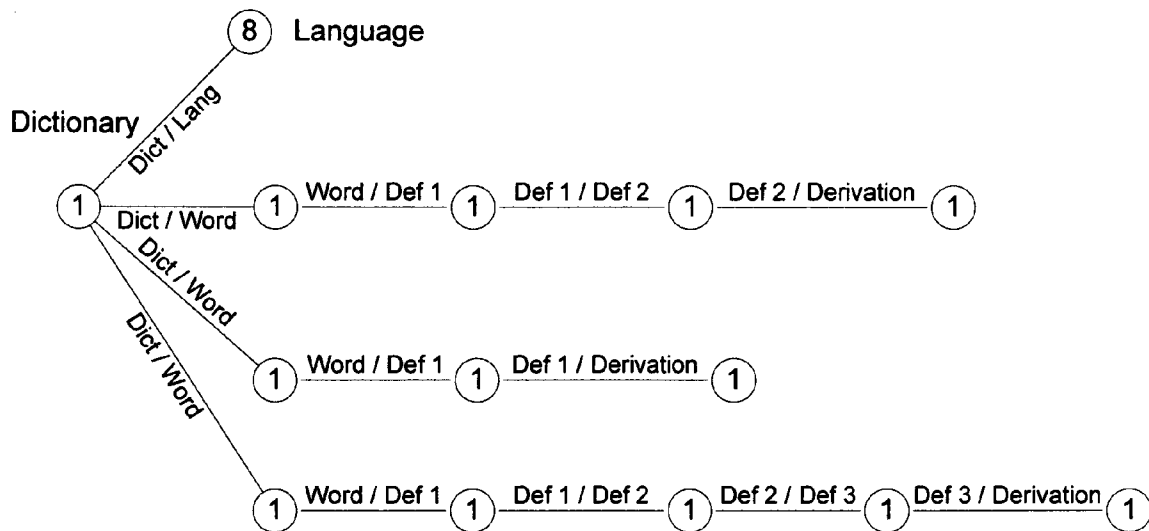 8 Language
Dict / Lang
Dictionary
1 Dict / Word 1 Word / Def 1 1 Def 1 / Def 2 1 Def 2 / Derivation 1
Dict / Word
1 Word / Def 1 1 Def 1 / Derivation 1
Dict / Word
1 Word / Def 1 1 Def 1 / Def 2 1 Def 2 / Def 3 1 Def 3 / Derivation 1